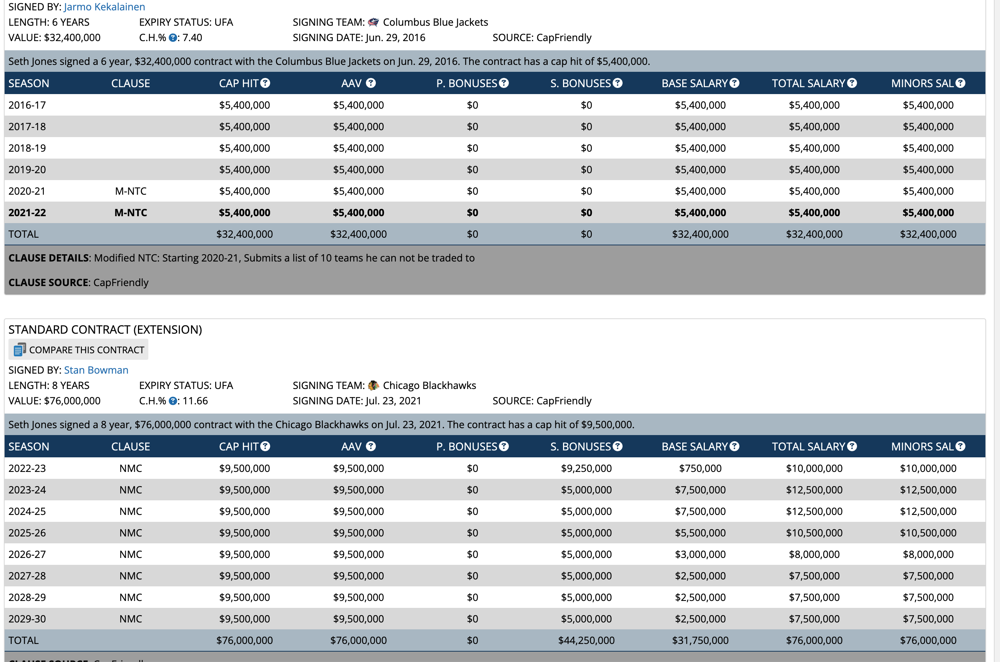 SIGNED BY: Jarmo Kekalainen
LENGTH: 6 YEARS EXPIRY STATUS: UFA SIGNING TEAM: Columbus Blue Jackets
VALUE: $32,400,000 C.H.% ?: 7.40 SIGNING DATE: Jun. 29, 2016 SOURCE: CapFriendly
Seth Jones signed a 6 year, $32,400,000 contract with the Columbus Blue Jackets on Jun. 29, 2016. The contract has a cap hit of $5,400,000.
SEASON CLAUSE CAP HIT ? AAV ? P. BONUSES ? S. BONUSES ? BASE SALARY ? TOTAL SALARY ? MINORS SAL ?
2016-17 $5,400,000 $5,400,000 $0 $0 $5,400,000 $5,400,000 $5,400,000
2017-18 $5,400,000 $5,400,000 $0 $0 $5,400,000 $5,400,000 $5,400,000
2018-19 $5,400,000 $5,400,000 $0 $0 $5,400,000 $5,400,000 $5,400,000
2019-20 $5,400,000 $5,400,000 $0 $0 $5,400,000 $5,400,000 $5,400,000
2020-21 M-NTC $5,400,000 $5,400,000 $0 $0 $5,400,000 $5,400,000 $5,400,000
2021-22 M-NTC $5,400,000 $5,400,000 $0 $0 $5,400,000 $5,400,000 $5,400,000
TOTAL $32,400,000 $32,400,000 $0 $0 $32,400,000 $32,400,000 $32,400,000
CLAUSE DETAILS: Modified NTC: Starting 2020-21, Submits a list of 10 teams he can not be traded to
CLAUSE SOURCE: CapFriendly
STANDARD CONTRACT (EXTENSION)
COMPARE THIS CONTRACT
SIGNED BY: Stan Bowman
LENGTH: 8 YEARS EXPIRY STATUS: UFA SIGNING TEAM: Chicago Blackhawks
VALUE: $76,000,000 C.H.% ?: 11.66 SIGNING DATE: Jul. 23, 2021 SOURCE: CapFriendly
Seth Jones signed a 8 year, $76,000,000 contract with the Chicago Blackhawks on Jul. 23, 2021. The contract has a cap hit of $9,500,000.
SEASON CLAUSE CAP HIT ? AAV ? P. BONUSES ? S. BONUSES ? BASE SALARY ? TOTAL SALARY ? MINORS SAL ?
2022-23 NMC $9,500,000 $9,500,000 $0 $9,250,000 $750,000 $10,000,000 $10,000,000
2023-24 NMC $9,500,000 $9,500,000 $0 $5,000,000 $7,500,000 $12,500,000 $12,500,000
2024-25 NMC $9,500,000 $9,500,000 $0 $5,000,000 $7,500,000 $12,500,000 $12,500,000
2025-26 NMC $9,500,000 $9,500,000 $0 $5,000,000 $5,500,000 $10,500,000 $10,500,000
2026-27 NMC $9,500,000 $9,500,000 $0 $5,000,000 $3,000,000 $8,000,000 $8,000,000
2027-28 NMC $9,500,000 $9,500,000 $0 $5,000,000 $2,500,000 $7,500,000 $7,500,000
2028-29 NMC $9,500,000 $9,500,000 $0 $5,000,000 $2,500,000 $7,500,000 $7,500,000
2029-30 NMC $9,500,000 $9,500,000 $0 $5,000,000 $2,500,000 $7,500,000 $7,500,000
TOTAL $76,000,000 $76,000,000 $0 $44,250,000 $31,750,000 $76,000,000 $76,000,000
CLAUSE SOURCE: CapFriendly